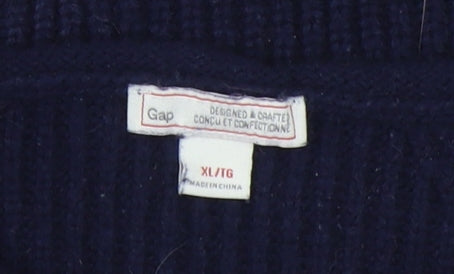 Gap
DESIGNED & CRAFTED
CONÇU ET CONFECTIONNÉ
XL/TG
MADE IN CHINA